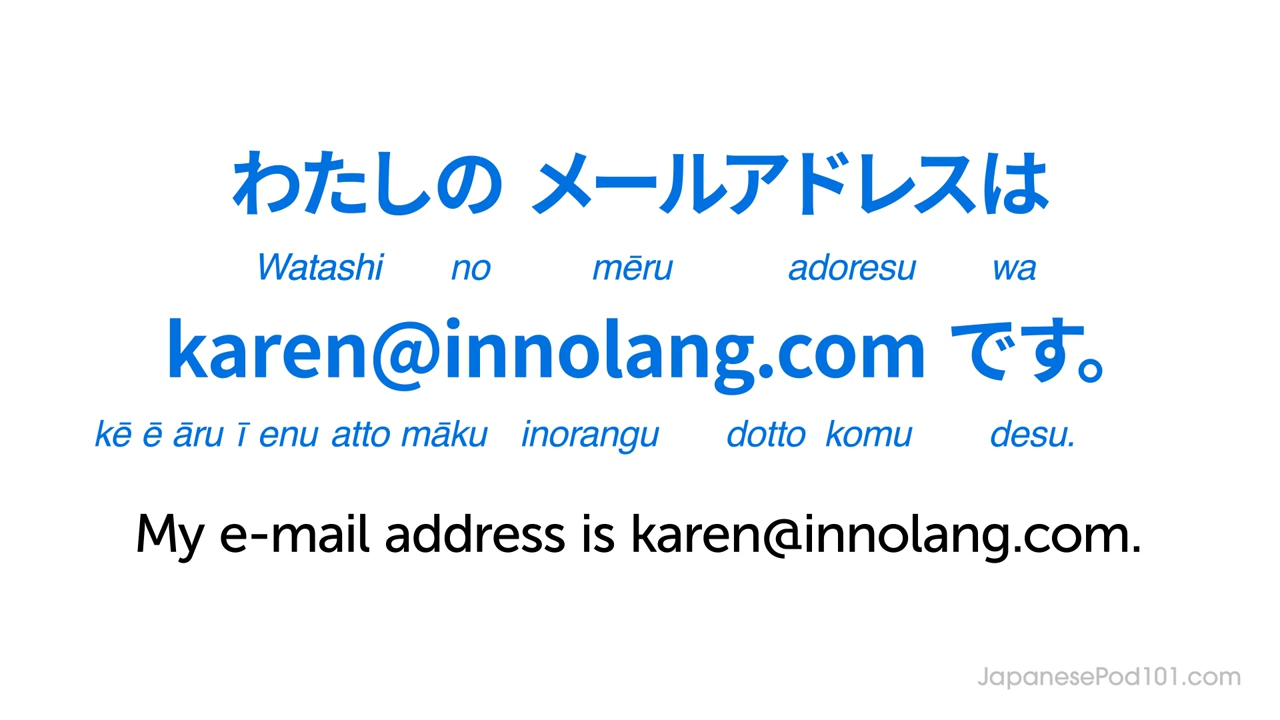 わたしの メールアドレスは
Watashi no mēru adoresu wa
karen@innolang.com です。
kē ē āru ī enu atto māku inorangu dotto komu desu.
My e-mail address is karen@innolang.com.
JapanesePod101.com